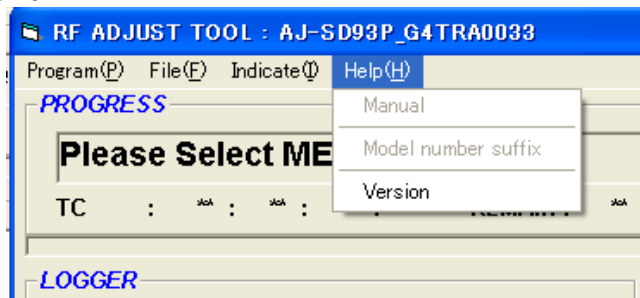 RF ADJUST TOOL : AJ-SD93P_G4TRA0033
Program(P) File(F) Indicate(I) Help(H)
PROGRESS
Manual
Please Select ME
Model number suffix
Version
TC : ** : ** :
**
LOGGER